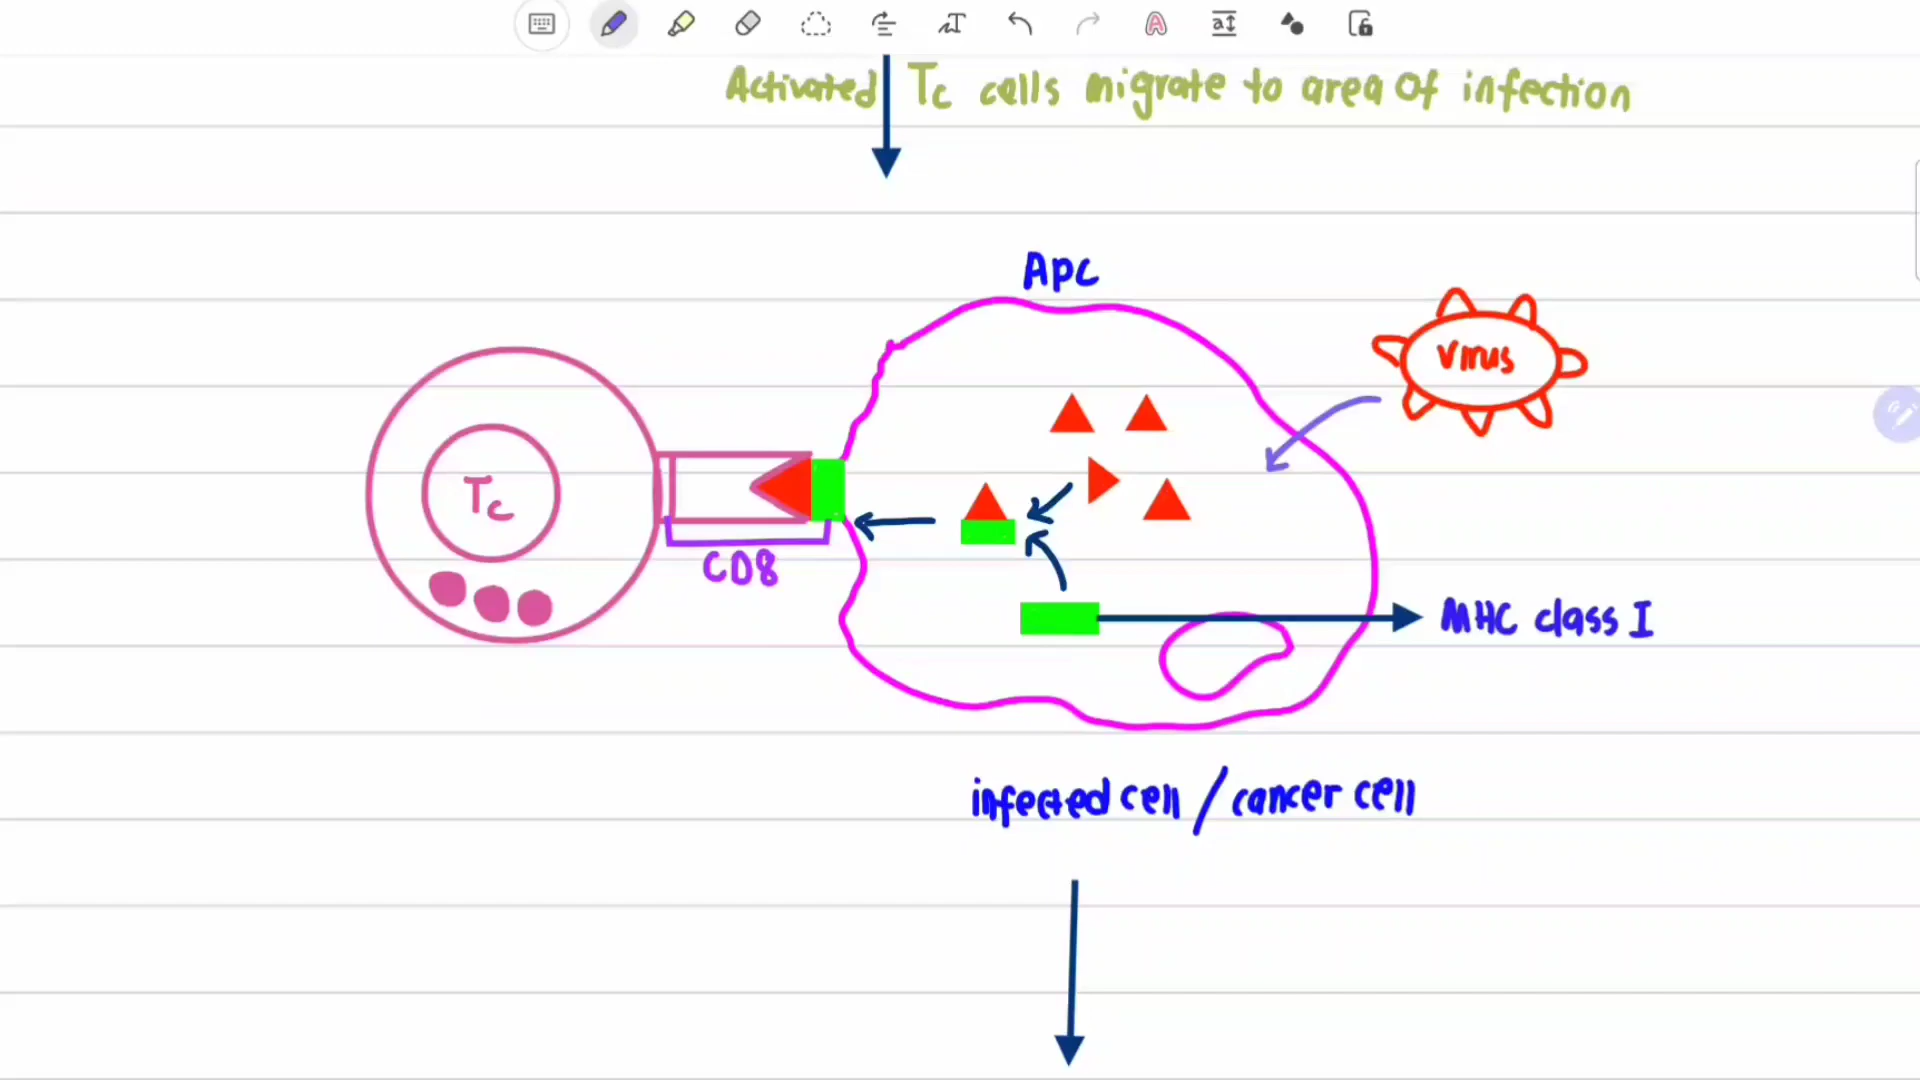 Activated Tc cells migrate to area of infection
APC
Virus
Tc
CD8
MHC class I
infected cell / cancer cell